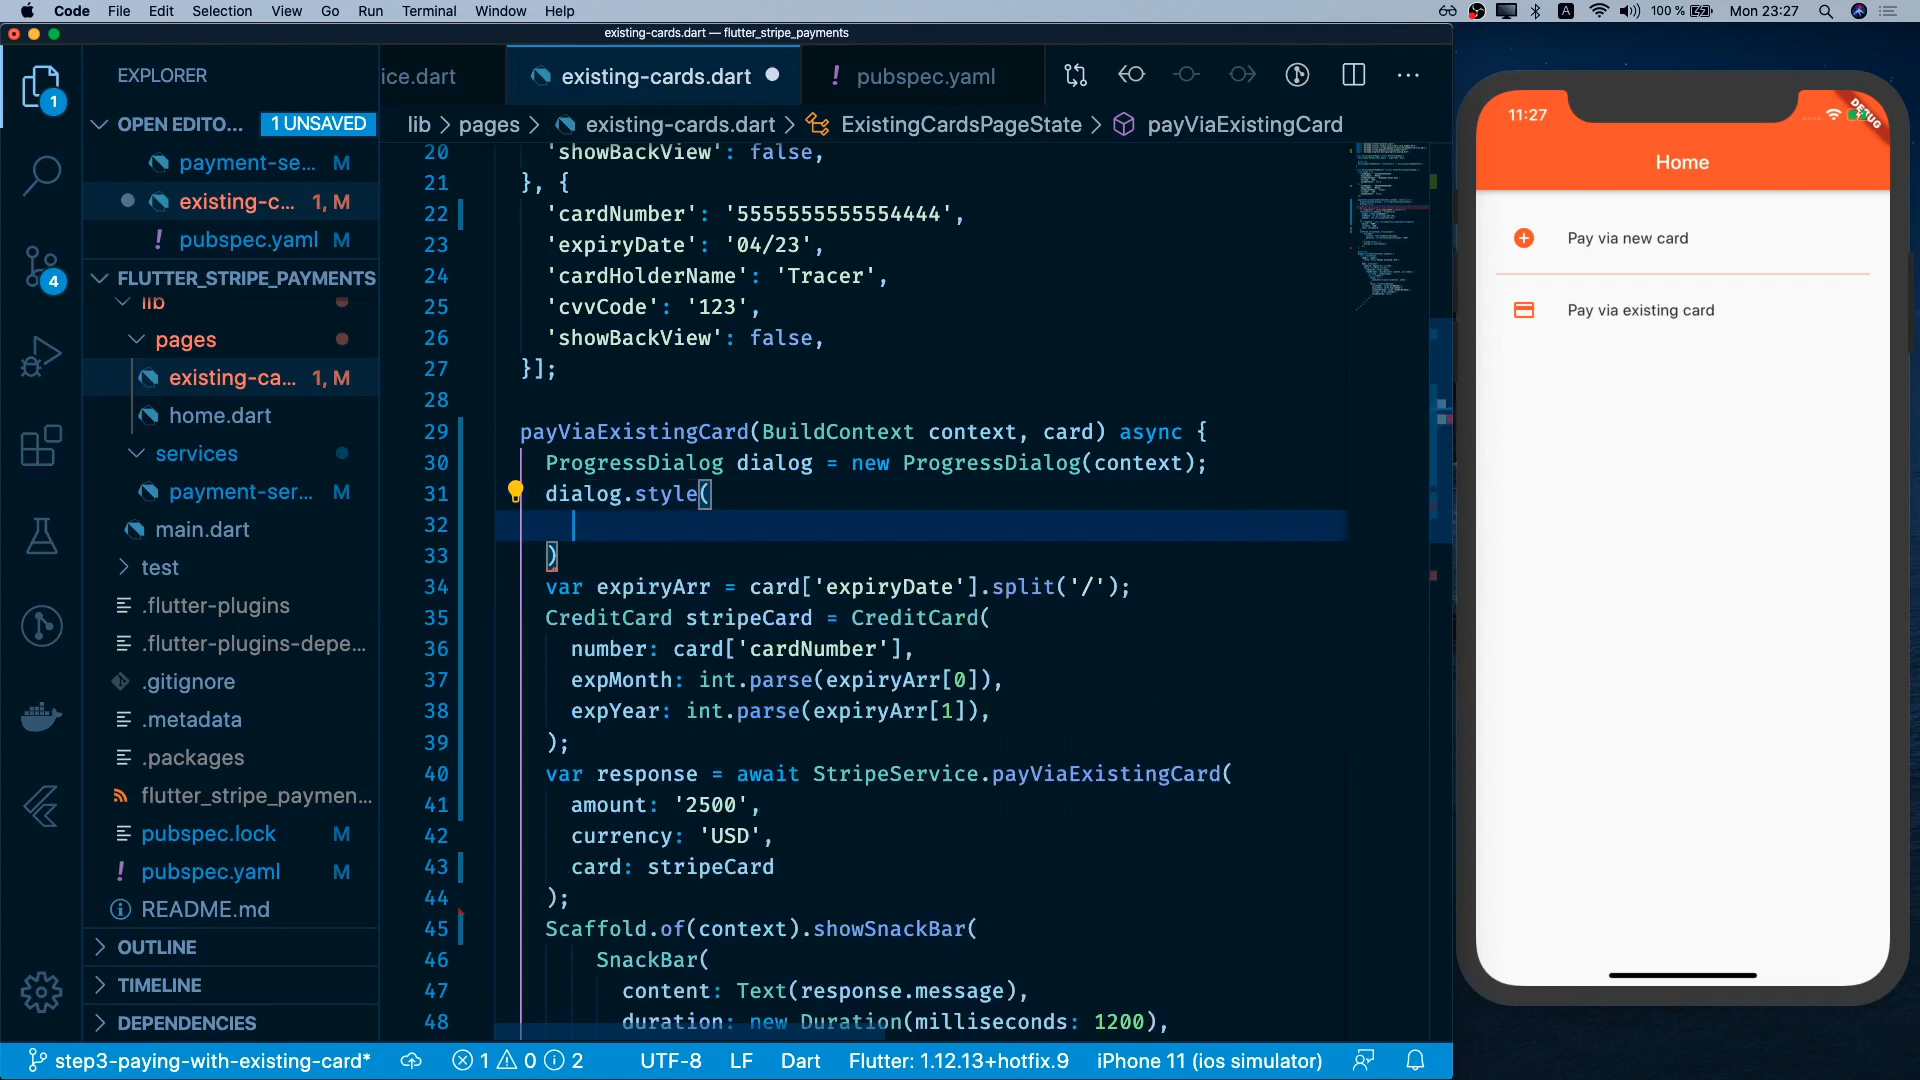 Code File Edit Selection View Go Run Terminal Window Help
A 100 % Mon 23:27
existing-cards.dart — flutter_stripe_payments
EXPLORER
1
OPEN EDITO... 1 UNSAVED
payment-se... M
existing-c... 1, M
! pubspec.yaml M
4
FLUTTER_STRIPE_PAYMENTS
lib
pages
existing-ca... 1, M
home.dart
services
payment-ser... M
main.dart
test
.flutter-plugins
.flutter-plugins-depe...
.gitignore
.metadata
.packages
flutter_stripe_paymen...
pubspec.lock M
! pubspec.yaml M
README.md
OUTLINE
TIMELINE
DEPENDENCIES
ice.dart existing-cards.dart ! pubspec.yaml
lib > pages > existing-cards.dart > ExistingCardsPageState > payViaExistingCard
20 'showBackView': false,
21 }, {
22 'cardNumber': '5555555555554444',
23 'expiryDate': '04/23',
24 'cardHolderName': 'Tracer',
25 'cvvCode': '123',
26 'showBackView': false,
27 }];
28
29 payViaExistingCard(BuildContext context, card) async {
30 ProgressDialog dialog = new ProgressDialog(context);
31 dialog.style(
32
33 )
34 var expiryArr = card['expiryDate'].split('/');
35 CreditCard stripeCard = CreditCard(
36 number: card['cardNumber'],
37 expMonth: int.parse(expiryArr[0]),
38 expYear: int.parse(expiryArr[1]),
39 );
40 var response = await StripeService.payViaExistingCard(
41 amount: '2500',
42 currency: 'USD',
43 card: stripeCard
44 );
45 Scaffold.of(context).showSnackBar(
46 SnackBar(
47 content: Text(response.message),
48 duration: new Duration(milliseconds: 1200),
step3-paying-with-existing-card* 1 0 2 UTF-8 LF Dart Flutter: 1.12.13+hotfix.9 iPhone 11 (ios simulator)
11:27
DEBUG
Home
Pay via new card
Pay via existing card